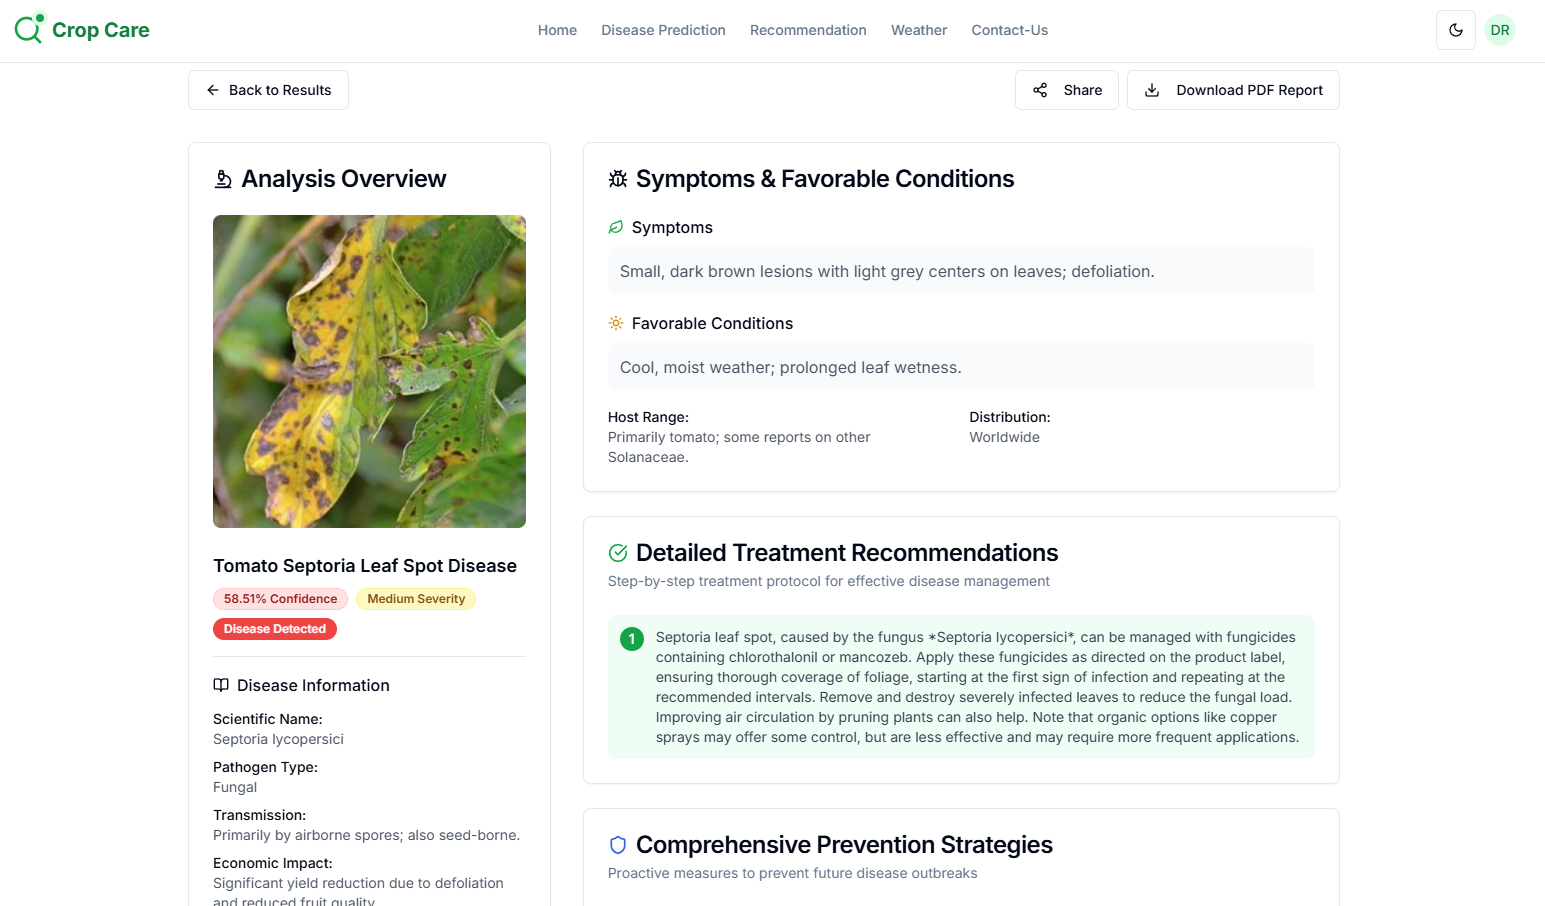 Crop Care
Home
Disease Prediction
Recommendation
Weather
Contact-Us
DR
Back to Results
Share
Download PDF Report
Analysis Overview
Tomato Septoria Leaf Spot Disease
58.51% Confidence
Medium Severity
Disease Detected
Disease Information
Scientific Name:
Septoria lycopersici
Pathogen Type:
Fungal
Transmission:
Primarily by airborne spores; also seed-borne.
Economic Impact:
Significant yield reduction due to defoliation
and reduced fruit quality
Symptoms & Favorable Conditions
Symptoms
Small, dark brown lesions with light grey centers on leaves; defoliation.
Favorable Conditions
Cool, moist weather; prolonged leaf wetness.
Host Range:
Primarily tomato; some reports on other
Solanaceae.
Distribution:
Worldwide
Detailed Treatment Recommendations
Step-by-step treatment protocol for effective disease management
1
Septoria leaf spot, caused by the fungus *Septoria lycopersici*, can be managed with fungicides
containing chlorothalonil or mancozeb. Apply these fungicides as directed on the product label,
ensuring thorough coverage of foliage, starting at the first sign of infection and repeating at the
recommended intervals. Remove and destroy severely infected leaves to reduce the fungal load.
Improving air circulation by pruning plants can also help. Note that organic options like copper
sprays may offer some control, but are less effective and may require more frequent applications.
Comprehensive Prevention Strategies
Proactive measures to prevent future disease outbreaks